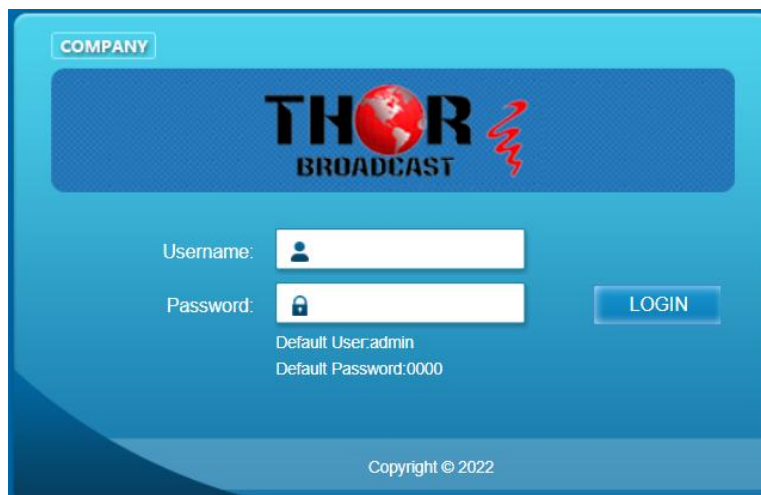 COMPANY
THOR
BROADCAST
Username:
Password:
LOGIN
Default User:admin
Default Password:0000
Copyright © 2022